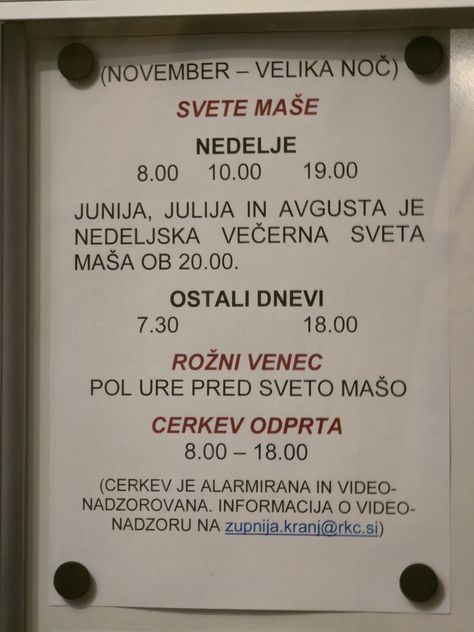 (NOVEMBER – VELIKA NOČ)
SVETE MAŠE
NEDELJE
8.00 10.00 19.00
JUNIJA, JULIJA IN AVGUSTA JE
NEDELJSKA VEČERNA SVETA
MAŠA OB 20.00.
OSTALI DNEVI
7.30 18.00
ROŽNI VENEC
POL URE PRED SVETO MAŠO
CERKEV ODPRTA
8.00 – 18.00
(CERKEV JE ALARMIRANA IN VIDEO-
NADZOROVANA. INFORMACIJA O VIDEO-
NADZORU NA zupnija.kranj@rkc.si)